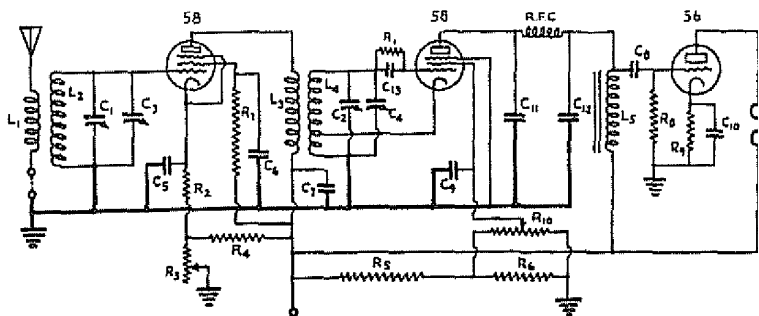 58
58
R.F.C
56
L₁
L₂
C₁
C₃
R₁
C₆
C₅
R₂
R₃
R₄
L₃
L₄
C₂
C₄
R₁
C₁₃
C₇
C₉
C₁₁
C₁₂
L₅
C₈
R₈
R₉
C₁₀
R₁₀
R₅
R₆